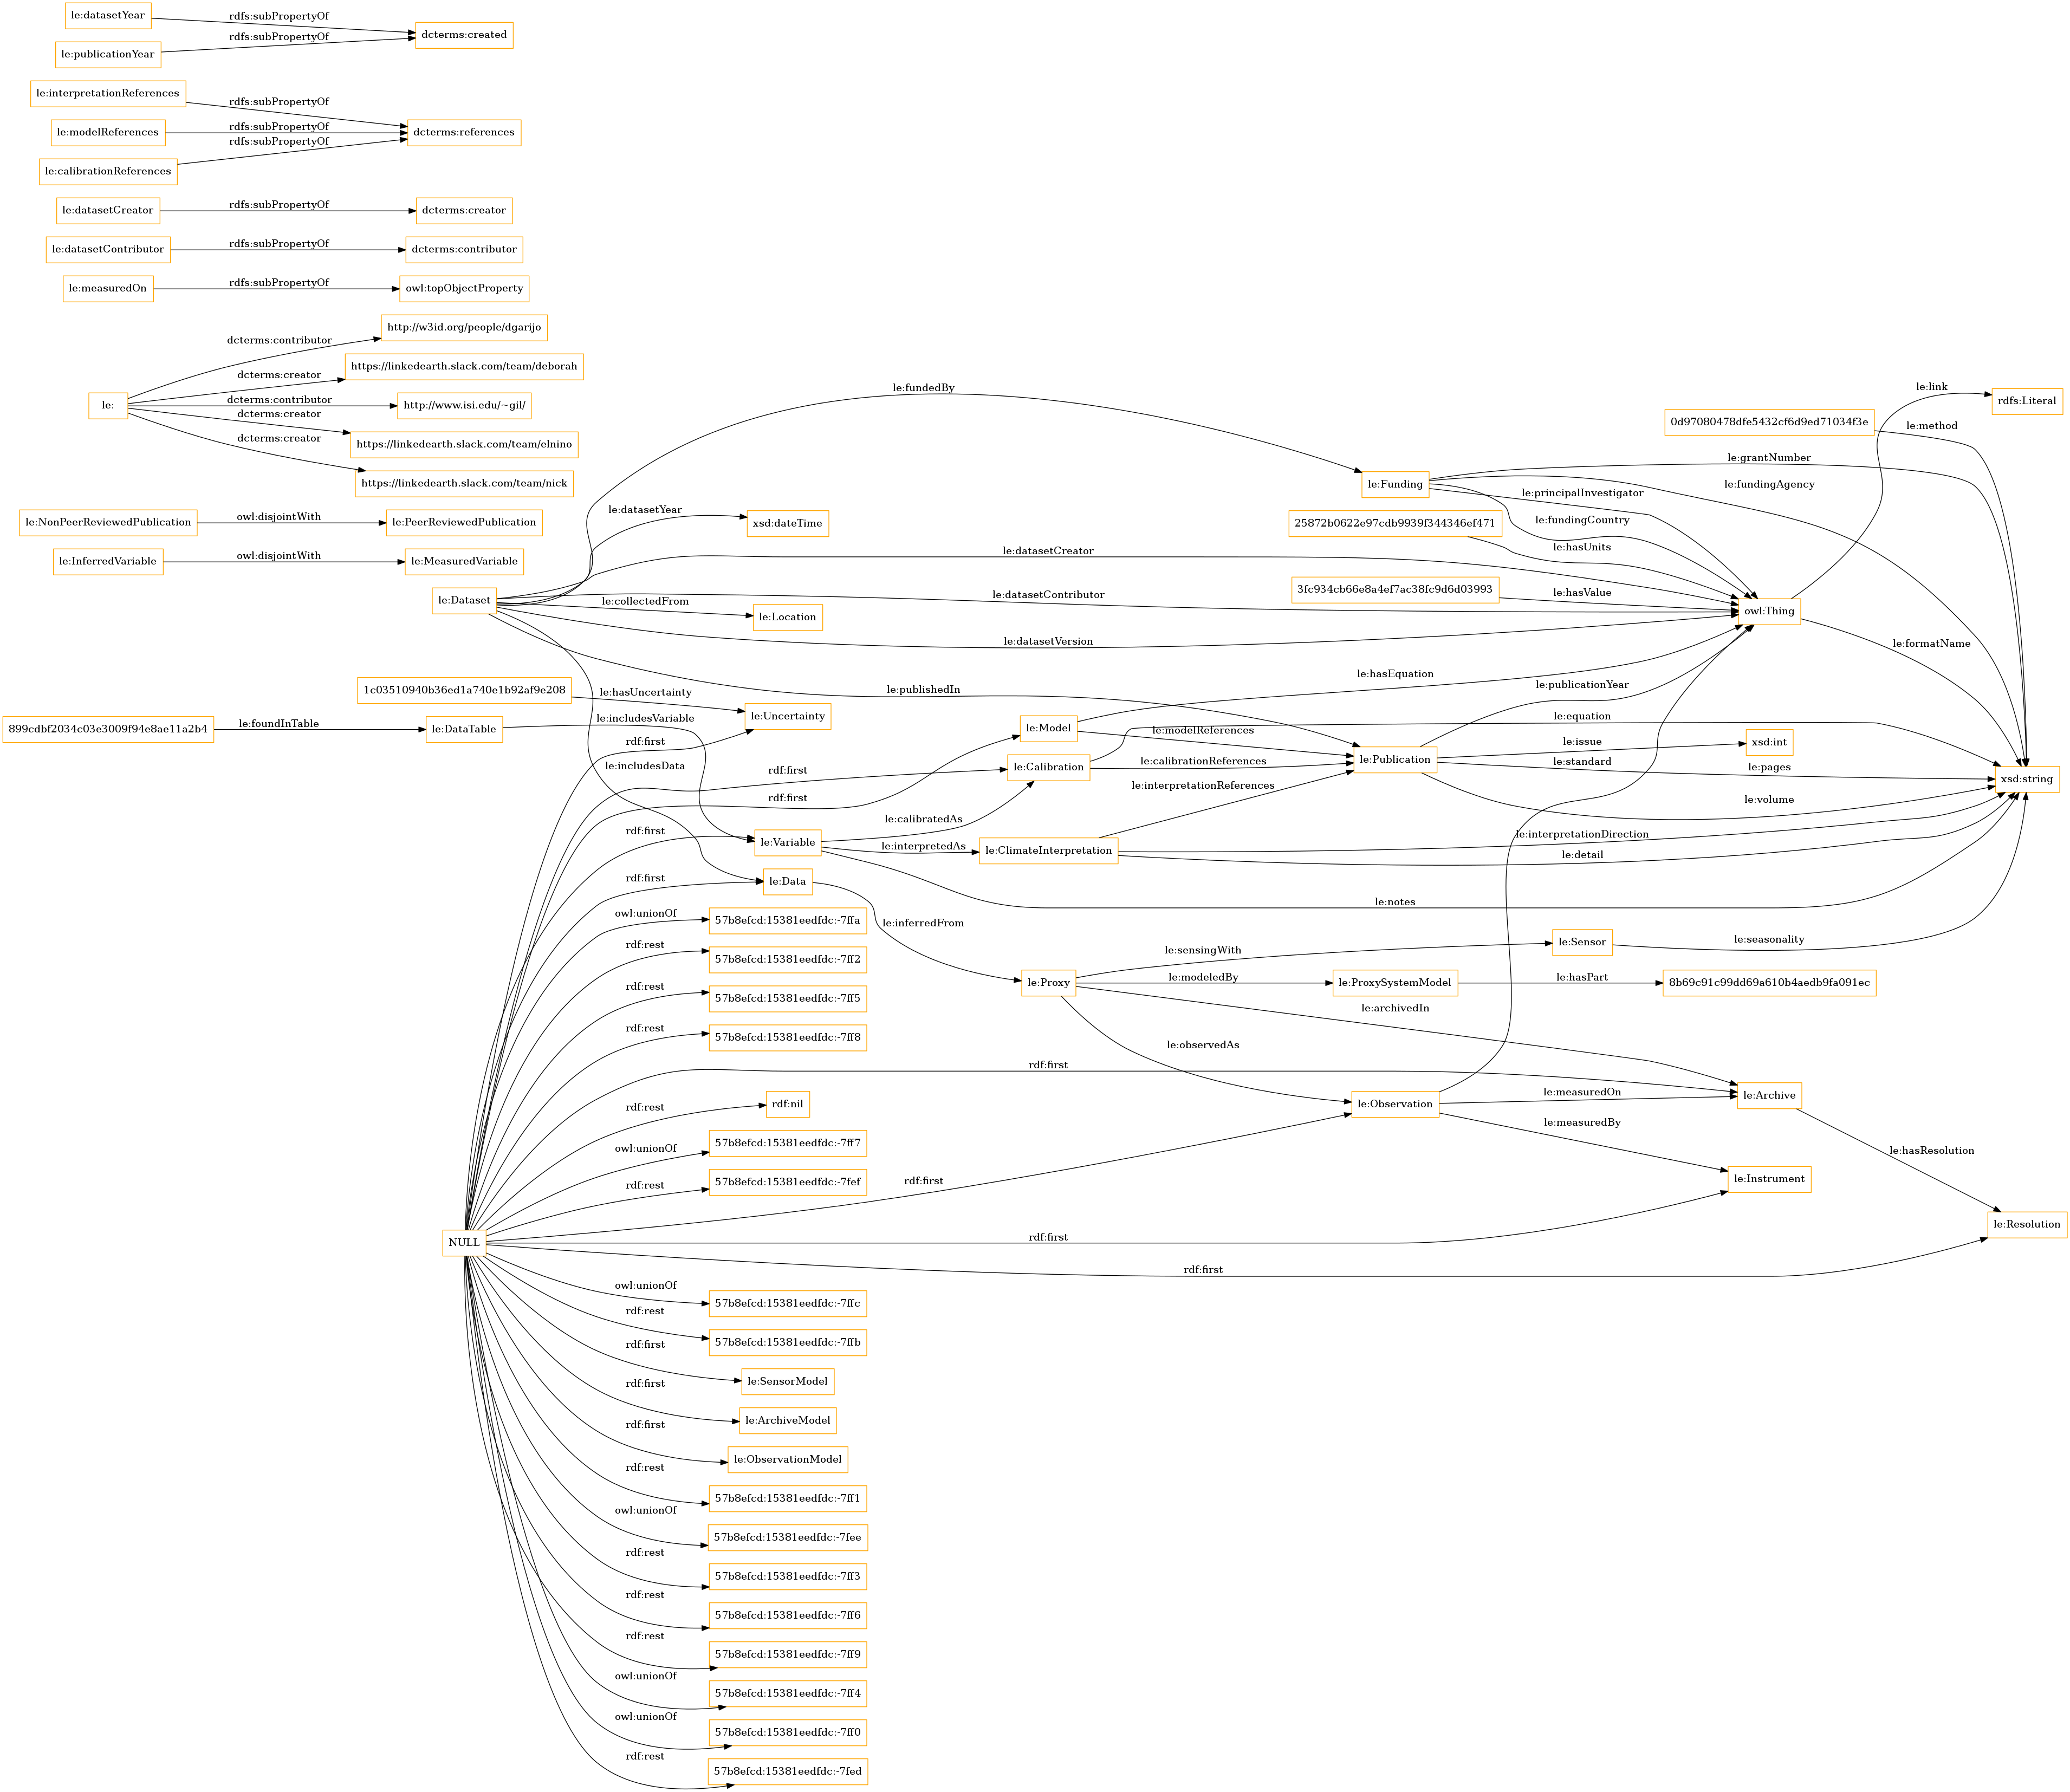 le:datasetYear
rdfs:subPropertyOf
dcterms:created
le:publicationYear
rdfs:subPropertyOf
le:interpretationReferences
rdfs:subPropertyOf
le:modelReferences
rdfs:subPropertyOf
dcterms:references
le:calibrationReferences
rdfs:subPropertyOf
le:datasetCreator
rdfs:subPropertyOf
dcterms:creator
le:datasetContributor
rdfs:subPropertyOf
dcterms:contributor
le:measuredOn
rdfs:subPropertyOf
owl:topObjectProperty
le:
dcterms:contributor
http://w3id.org/people/dgarijo
dcterms:creator
https://linkedearth.slack.com/team/deborah
dcterms:contributor
http://www.isi.edu/~gil/
dcterms:creator
https://linkedearth.slack.com/team/elnino
dcterms:creator
https://linkedearth.slack.com/team/nick
le:NonPeerReviewedPublication
owl:disjointWith
le:PeerReviewedPublication
le:InferredVariable
owl:disjointWith
le:MeasuredVariable
le:Dataset
le:fundedBy
le:Funding
le:datasetYear
xsd:dateTime
le:datasetCreator
le:datasetContributor
le:collectedFrom
le:Location
le:datasetVersion
le:publishedIn
le:includesData
le:link
rdfs:Literal
0d97080478dfe5432cf6d9ed71034f3e
le:method
le:grantNumber
le:fundingAgency
le:principalInvestigator
le:fundingCountry
25872b0622e97cdb9939f344346ef471
le:hasUnits
3fc934cb66e8a4ef7ac38fc9d6d03993
le:hasValue
owl:Thing
le:formatName
1c03510940b36ed1a740e1b92af9e208
le:hasUncertainty
le:Uncertainty
899cdbf2034c03e3009f94e8ae11a2b4
le:foundInTable
le:DataTable
le:includesVariable
rdf:first
le:Model
le:hasEquation
le:modelReferences
le:publicationYear
le:equation
le:Calibration
le:calibrationReferences
le:Publication
le:issue
xsd:int
le:standard
le:pages
xsd:string
le:volume
rdf:first
rdf:first
le:interpretationReferences
rdf:first
le:Variable
le:calibratedAs
le:interpretedAs
le:ClimateInterpretation
le:interpretationDirection
le:detail
le:notes
rdf:first
le:Data
le:inferredFrom
owl:unionOf
57b8efcd:15381eedfdc:-7ffa
rdf:rest
57b8efcd:15381eedfdc:-7ff2
le:Proxy
le:sensingWith
le:Sensor
le:seasonality
le:modeledBy
le:ProxySystemModel
le:hasPart
8b69c91c99dd69a610b4aedb9fa091ec
le:archivedIn
le:observedAs
rdf:rest
57b8efcd:15381eedfdc:-7ff5
rdf:rest
57b8efcd:15381eedfdc:-7ff8
rdf:first
rdf:rest
rdf:nil
le:Observation
le:measuredOn
le:Archive
le:measuredBy
le:hasResolution
owl:unionOf
57b8efcd:15381eedfdc:-7ff7
rdf:rest
57b8efcd:15381eedfdc:-7fef
rdf:first
le:Instrument
le:Resolution
NULL
rdf:first
rdf:first
owl:unionOf
57b8efcd:15381eedfdc:-7ffc
rdf:rest
57b8efcd:15381eedfdc:-7ffb
rdf:first
le:SensorModel
rdf:first
le:ArchiveModel
rdf:first
le:ObservationModel
rdf:rest
57b8efcd:15381eedfdc:-7ff1
owl:unionOf
57b8efcd:15381eedfdc:-7fee
rdf:rest
57b8efcd:15381eedfdc:-7ff3
rdf:rest
57b8efcd:15381eedfdc:-7ff6
rdf:rest
57b8efcd:15381eedfdc:-7ff9
owl:unionOf
57b8efcd:15381eedfdc:-7ff4
owl:unionOf
57b8efcd:15381eedfdc:-7ff0
rdf:rest
57b8efcd:15381eedfdc:-7fed